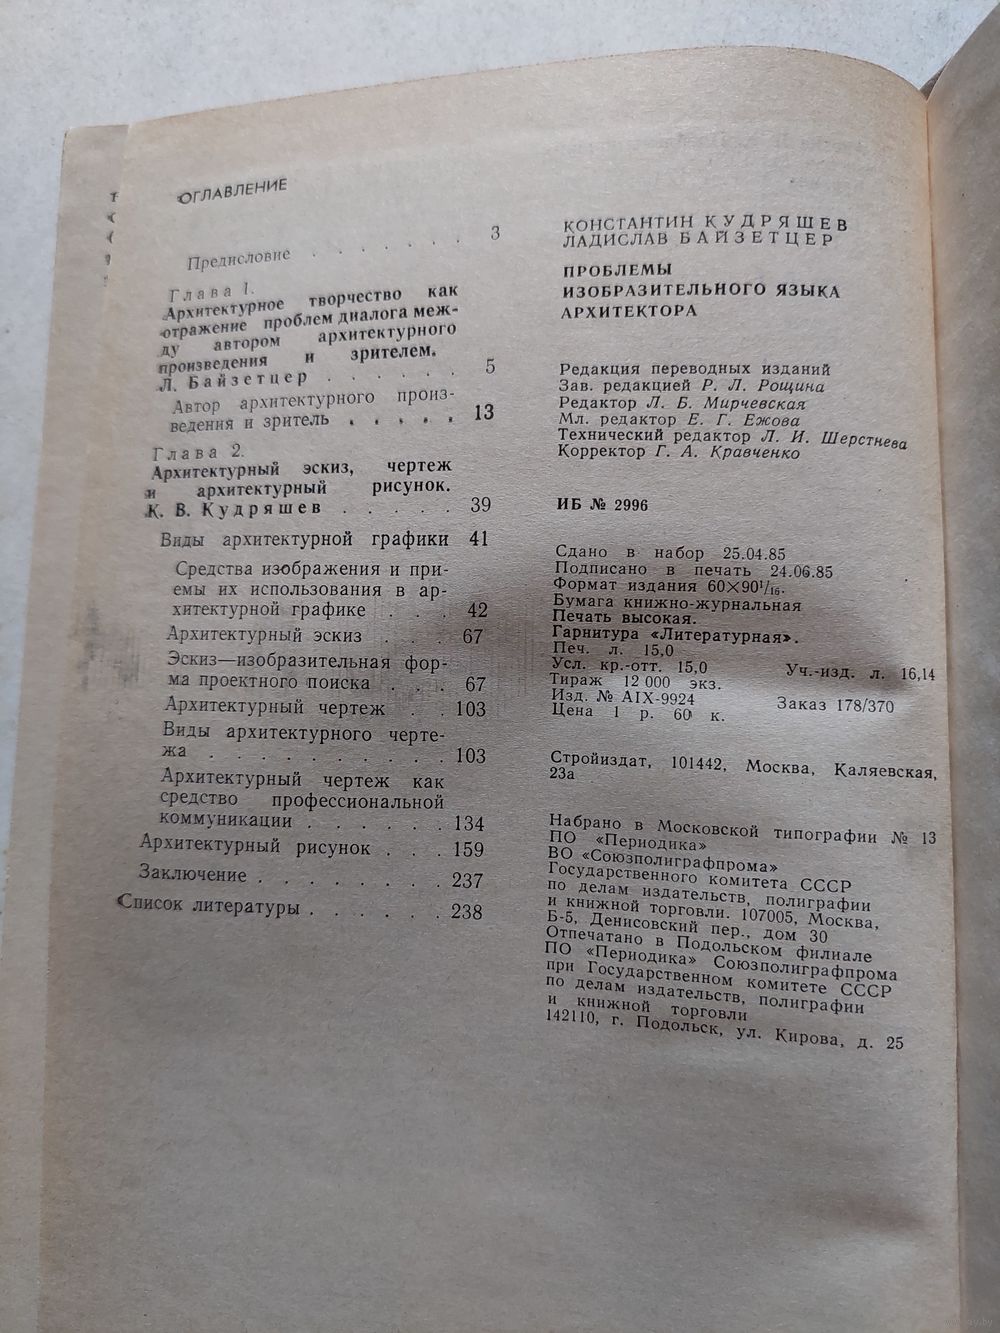 ОГЛАВЛЕНИЕ
Предисловие . . . . . . 3
Глава 1.
Архитектурное творчество как
отражение проблем диалога меж-
ду автором архитектурного
произведения и зрителем.
Л. Байзетцер . . . . . . 5
Автор архитектурного произ-
ведения и зритель . . . . . 13
Глава 2.
Архитектурный эскиз, чертеж
и архитектурный рисунок.
К. В. Кудряшев . . . . . 39
Виды архитектурной графики 41
Средства изображения и при-
емы их использования в ар-
хитектурной графике . . . 42
Архитектурный эскиз . . . 67
Эскиз—изобразительная фор-
ма проектного поиска . . . 67
Архитектурный чертеж . . 103
Виды архитектурного черте-
жа . . . . . . . . . . 103
Архитектурный чертеж как
средство профессиональной
коммуникации . . . . . . 134
Архитектурный рисунок . . . 159
Заключение . . . . . . . . 237
Список литературы . . . . . . 238
КОНСТАНТИН КУДРЯШЕВ
ЛАДИСЛАВ БАЙЗЕТЦЕР
ПРОБЛЕМЫ
ИЗОБРАЗИТЕЛЬНОГО ЯЗЫКА
АРХИТЕКТОРА
Редакция переводных изданий
Зав. редакцией Р. Л. Рощина
Редактор Л. Б. Мирчевская
Мл. редактор Е. Г. Ежова
Технический редактор Л. И. Шерстнева
Корректор Г. А. Кравченко
ИБ № 2996
Сдано в набор 25.04.85
Подписано в печать 24.06.85
Формат издания 60×90¹/₁₆.
Бумага книжно-журнальная
Печать высокая.
Гарнитура «Литературная».
Печ. л. 15,0
Усл. кр.-отт. 15,0 Уч.-изд. л. 16,14
Тираж 12 000 экз.
Изд. № AIX-9924 Заказ 178/370
Цена 1 р. 60 к.
Стройиздат, 101442, Москва, Каляевская,
23а
Набрано в Московской типографии № 13
ПО «Периодика»
ВО «Союзполиграфпрома»
Государственного комитета СССР
по делам издательств, полиграфии
и книжной торговли. 107005, Москва,
Б-5, Денисовский пер., дом 30
Отпечатано в Подольском филиале
ПО «Периодика» Союзполиграфпрома
при Государственном комитете СССР
по делам издательств, полиграфии
и книжной торговли
142110, г. Подольск, ул. Кирова, д. 25